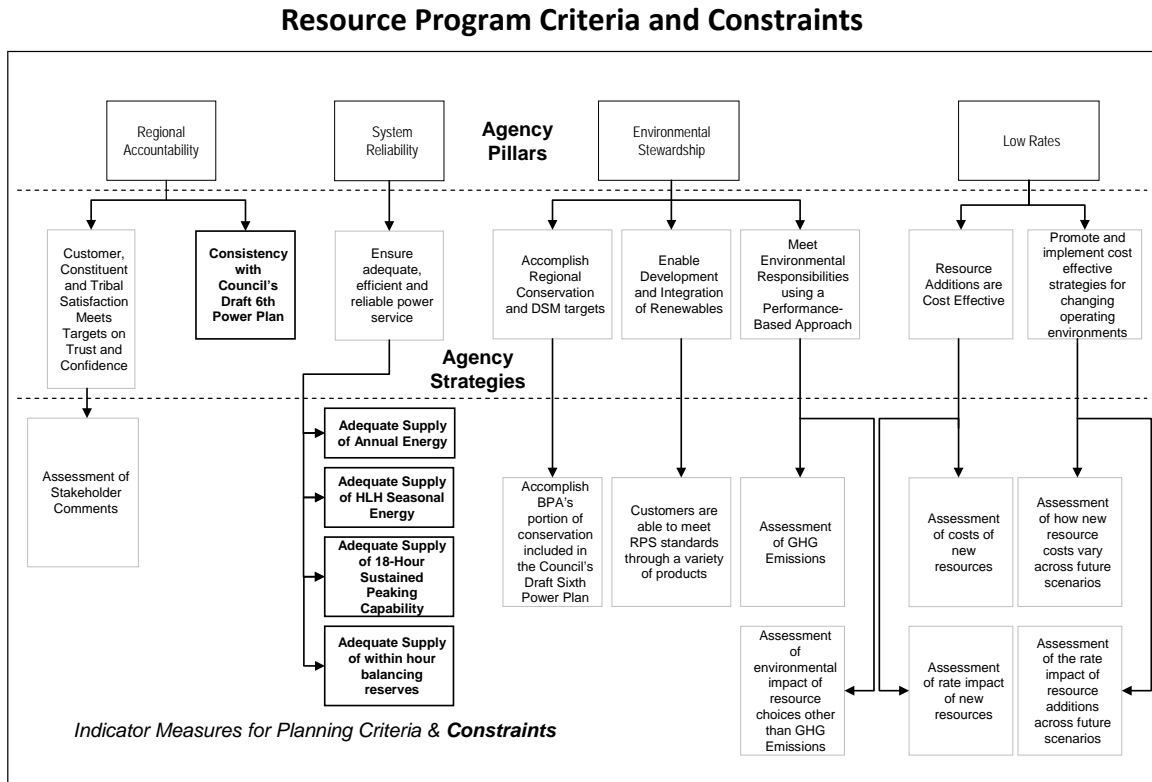 Resource Program Criteria and Constraints
Regional
Accountability
System
Reliability
Agency
Pillars
Environmental
Stewardship
Low Rates
Customer,
Constituent
and Tribal
Satisfaction
Meets
Targets on
Trust and
Confidence
Consistency
with
Council's
Draft 6th
Power Plan
Ensure
adequate,
efficient and
reliable power
service
Accomplish
Regional
Conservation
and DSM targets
Enable
Development
and Integration
of Renewables
Meet
Environmental
Responsibilities
using a
Performance-
Based Approach
Resource
Additions are
Cost Effective
Promote and
implement cost
effective
strategies for
changing
operating
environments
Agency
Strategies
Assessment of
Stakeholder
Comments
Adequate Supply
of Annual Energy
Adequate Supply
of HLH Seasonal
Energy
Adequate Supply
of 18-Hour
Sustained
Peaking
Capability
Adequate Supply
of within hour
balancing
reserves
Accomplish
BPA's
portion of
conservation
included in
the Council's
Draft Sixth
Power Plan
Customers are
able to meet
RPS standards
through a
variety of
products
Assessment
of GHG
Emissions
Assessment
of costs of
new
resources
Assessment
of how new
resource
costs vary
across future
scenarios
Assessment
of
environmental
impact of
resource
choices other
than GHG
Emissions
Assessment
of rate impact
of new
resources
Assessment
of the rate
impact of
resource
additions
across future
scenarios
Indicator Measures for Planning Criteria & Constraints